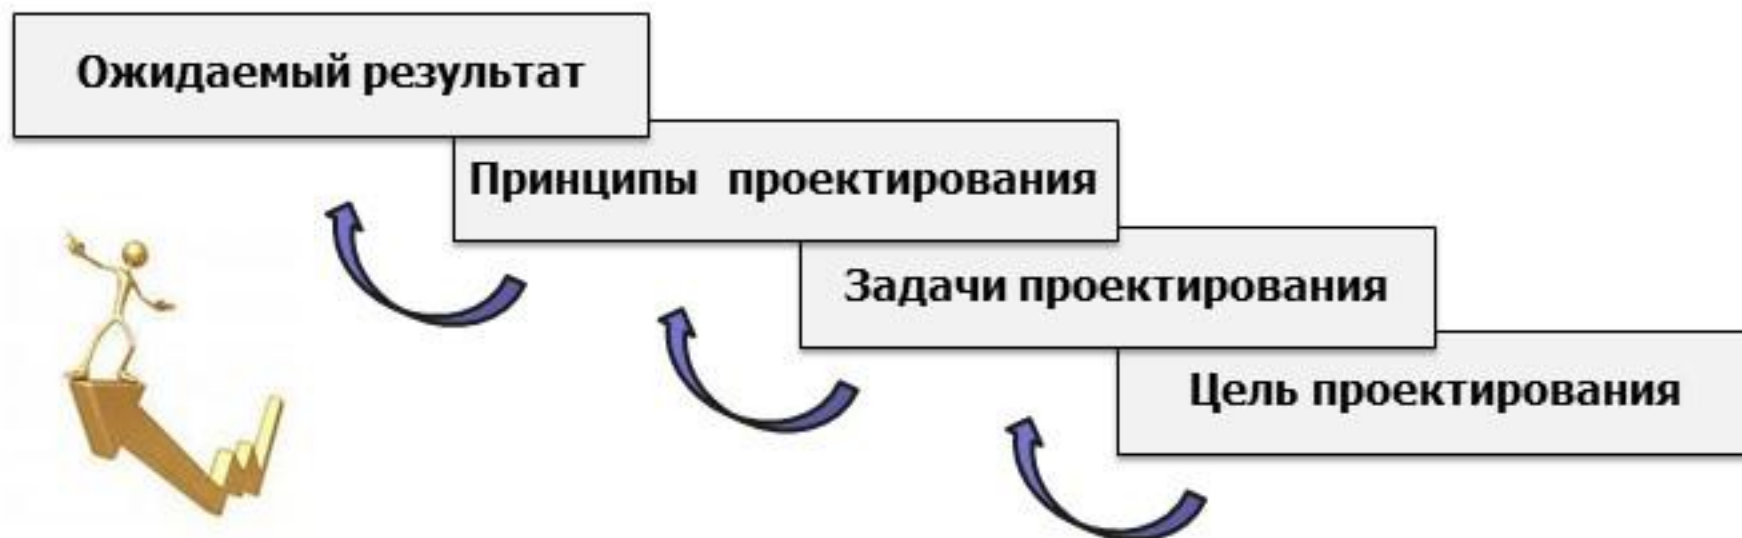 Ожидаемый результат
Принципы проектирования
Задачи проектирования
Цель проектирования